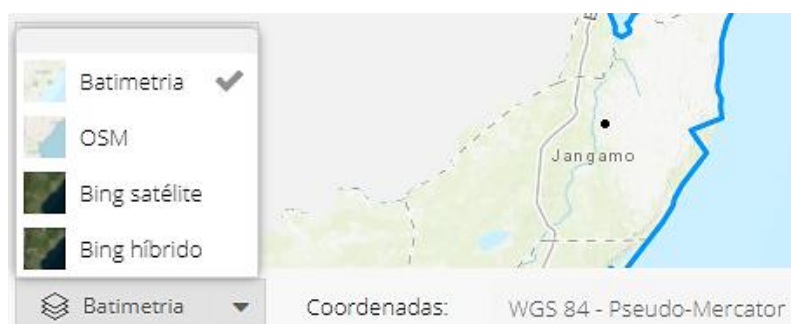 Batimetria
OSM
Bing satélite
Bing híbrido
Jangamo
Batimetria
Coordenadas:
WGS 84 - Pseudo-Mercator